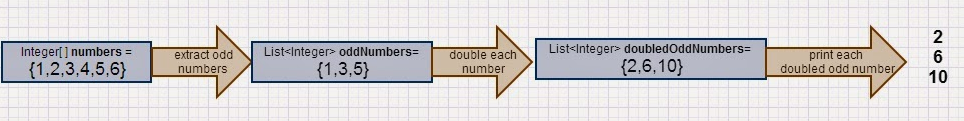 Integer[ ] numbers =
{1,2,3,4,5,6}
extract odd
numbers
List<Integer> oddNumbers=
{1,3,5}
double each
number
List<Integer> doubledOddNumbers=
{2,6,10}
print each
doubled odd number
2
6
10